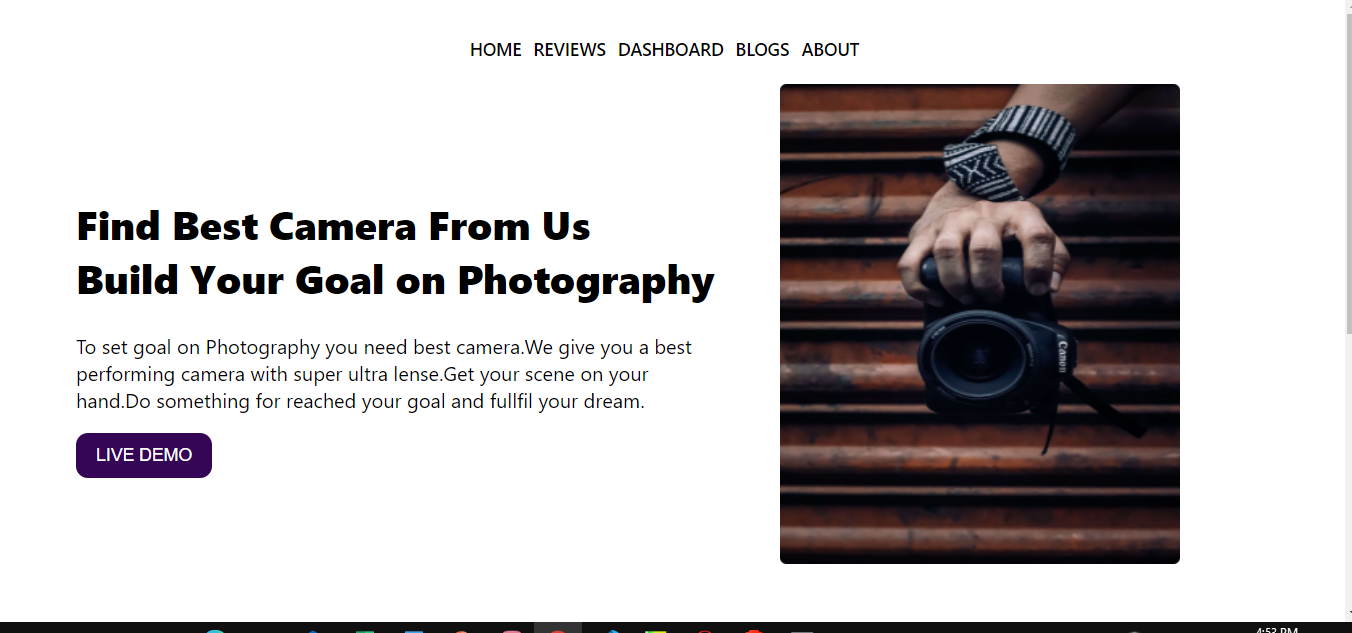 HOME REVIEWS DASHBOARD BLOGS ABOUT
Find Best Camera From Us
Build Your Goal on Photography
To set goal on Photography you need best camera.We give you a best
performing camera with super ultra lense.Get your scene on your
hand.Do something for reached your goal and fullfil your dream.
LIVE DEMO
Canon
4:53 PM